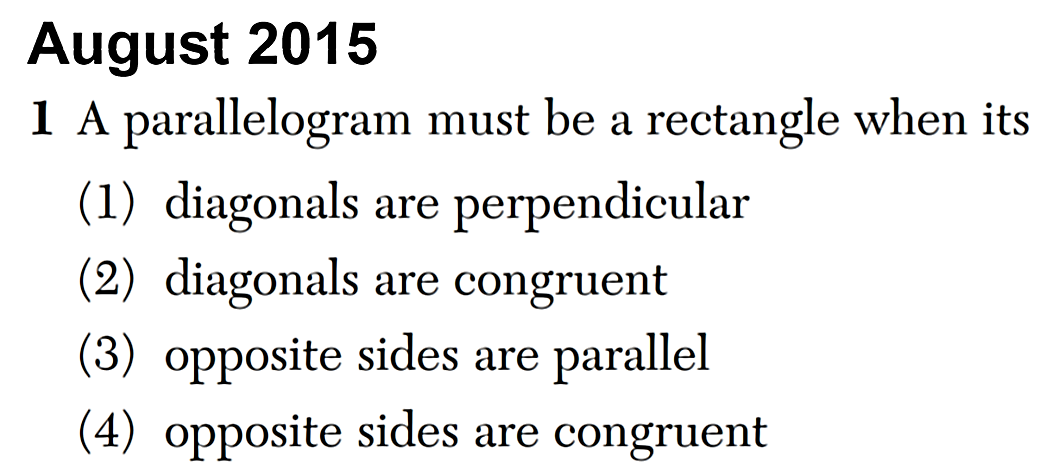 August 2015
1 A parallelogram must be a rectangle when its
(1) diagonals are perpendicular
(2) diagonals are congruent
(3) opposite sides are parallel
(4) opposite sides are congruent